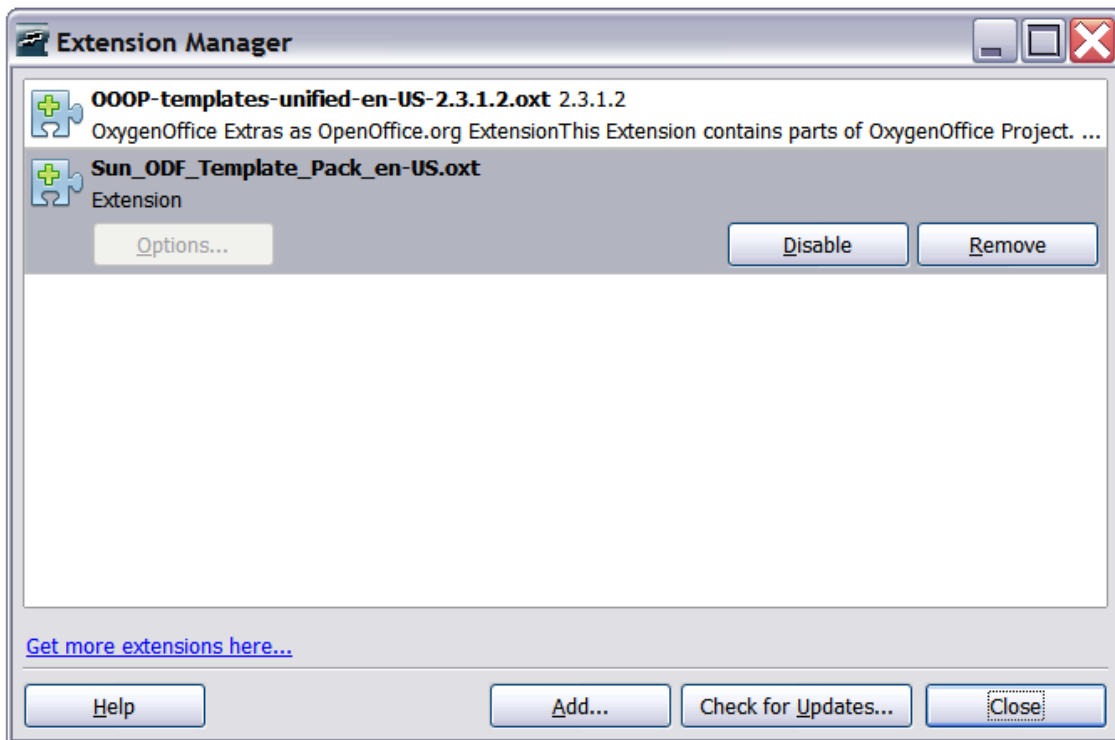 Extension Manager
OOOP-templates-unified-en-US-2.3.1.2.oxt 2.3.1.2
OxygenOffice Extras as OpenOffice.org ExtensionThis Extension contains parts of OxygenOffice Project. ...
Sun_ODF_Template_Pack_en-US.oxt
Extension
Options... Disable Remove
Get more extensions here...
Help Add... Check for Updates... Close